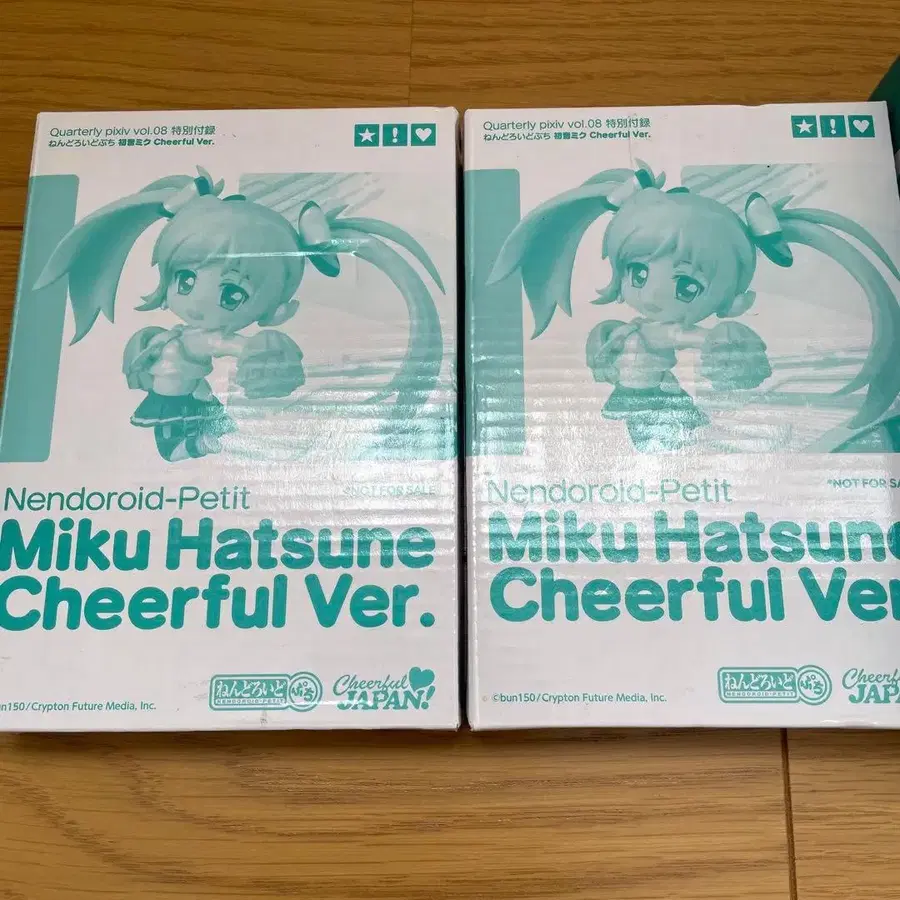 Quarterly pixiv vol.08 特別付録
ねんどろいどぷち 初音ミク Cheerful Ver.
Nendoroid-Petit
*NOT FOR SALE
Miku Hatsune
Cheerful Ver.
n150/Crypton Future Media, Inc.
ねんどろいど
NENDOROID-PETIT
ぷち
Cheerful
JAPAN!
Quarterly pixiv vol.08 特別付録
ねんどろいどぷち 初音ミク Cheerful Ver.
Nendoroid-Petit
*NOT FOR SA
Miku Hatsune
Cheerful Ver
©bun150/Crypton Future Media, Inc.
ねんどろいど
NENDOROID-PETIT
ぷち
Cheerf
JAPA